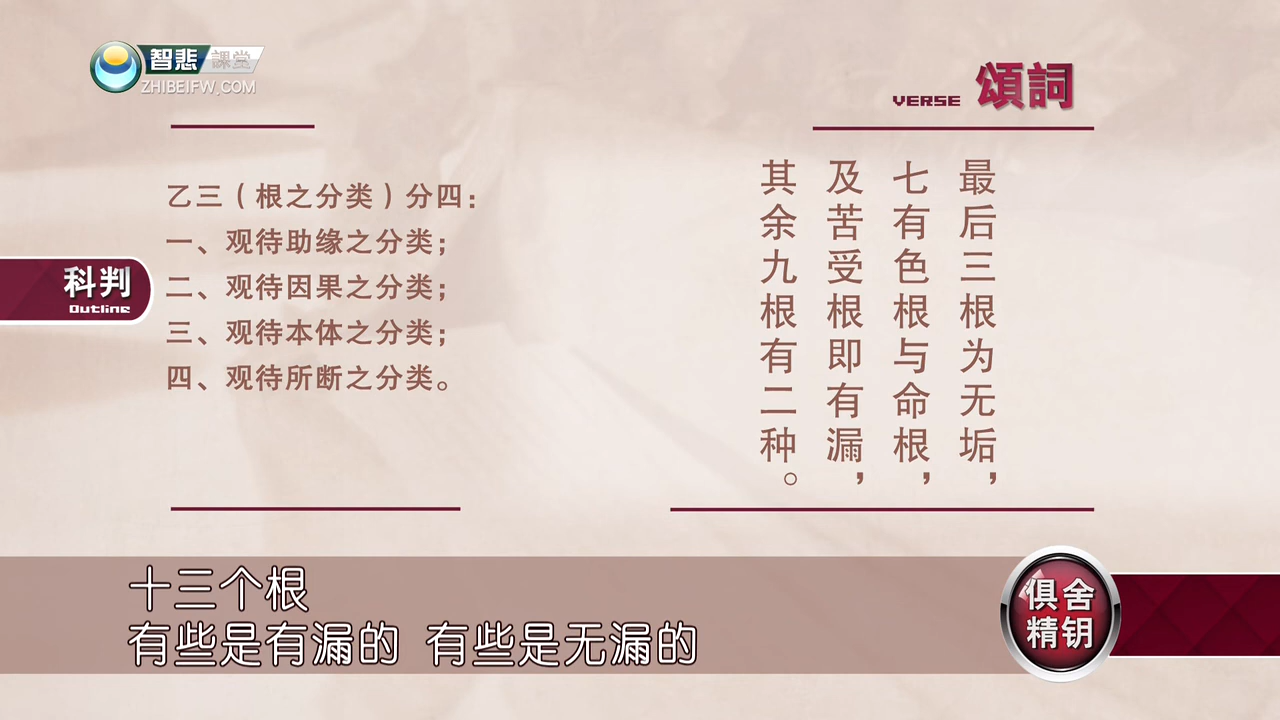 智悲 課堂
ZHIBEIFW.COM
VERSE 頌詞
最后三根为无垢，
七有色根与命根，
及苦受根即有漏，
其余九根有二种。
科判
Outline
乙三（根之分类）分四：
一、观待助缘之分类；
二、观待因果之分类；
三、观待本体之分类；
四、观待所断之分类。
十三个根
有些是有漏的 有些是无漏的
俱舍
精钥